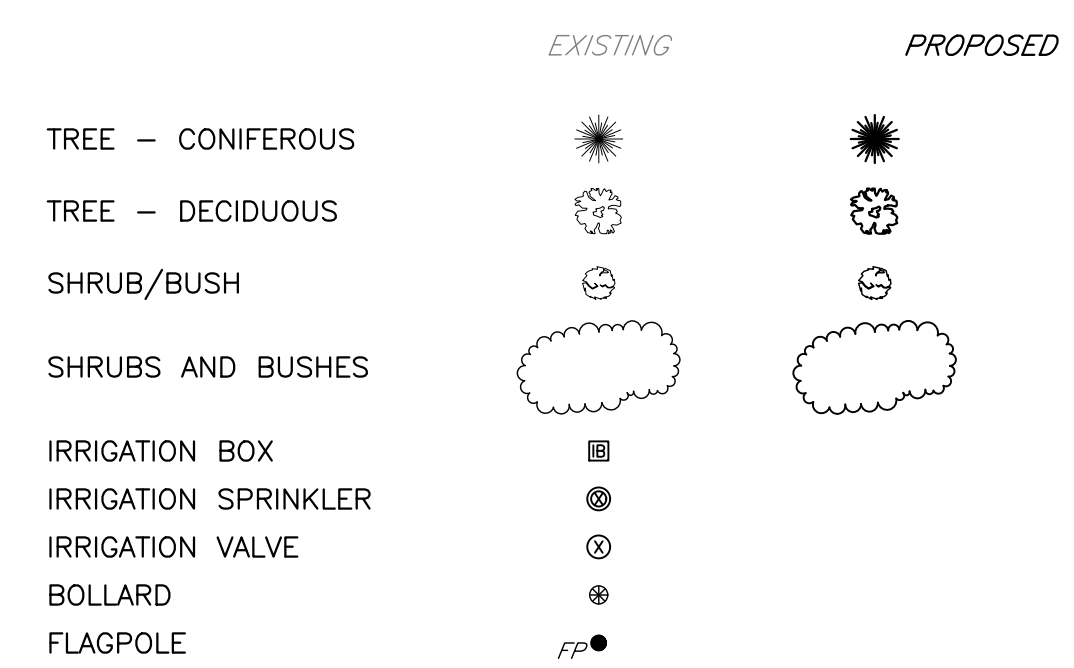 EXISTING PROPOSED
TREE – CONIFEROUS
TREE – DECIDUOUS
SHRUB/BUSH
SHRUBS AND BUSHES
IRRIGATION BOX IB
IRRIGATION SPRINKLER X
IRRIGATION VALVE X
BOLLARD
FLAGPOLE FP